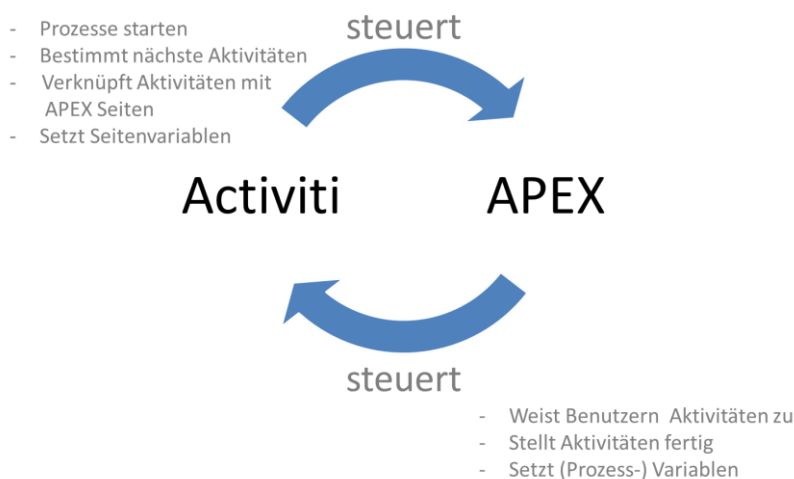 steuert
- Prozesse starten
- Bestimmt nächste Aktivitäten
- Verknüpft Aktivitäten mit
APEX Seiten
- Setzt Seitenvariablen
Activiti APEX
steuert
- Weist Benutzern Aktivitäten zu
- Stellt Aktivitäten fertig
- Setzt (Prozess-) Variablen